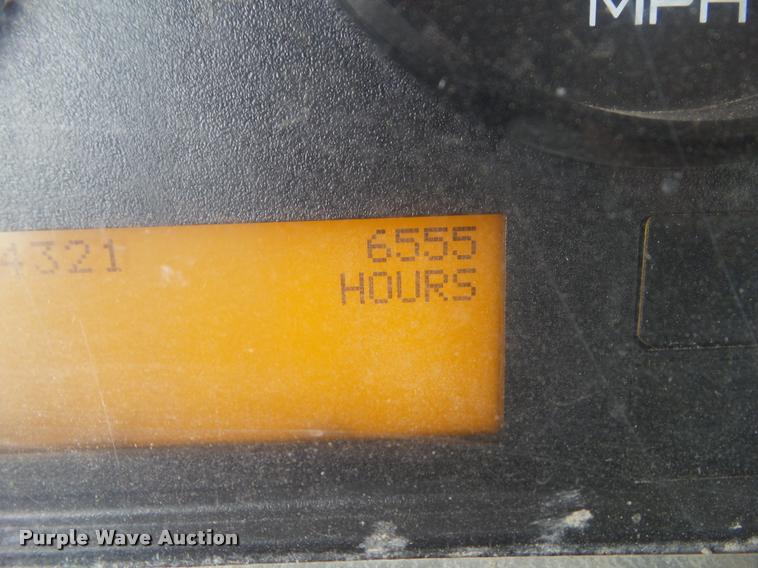 MPH
4321 6555
HOURS
Purple Wave Auction